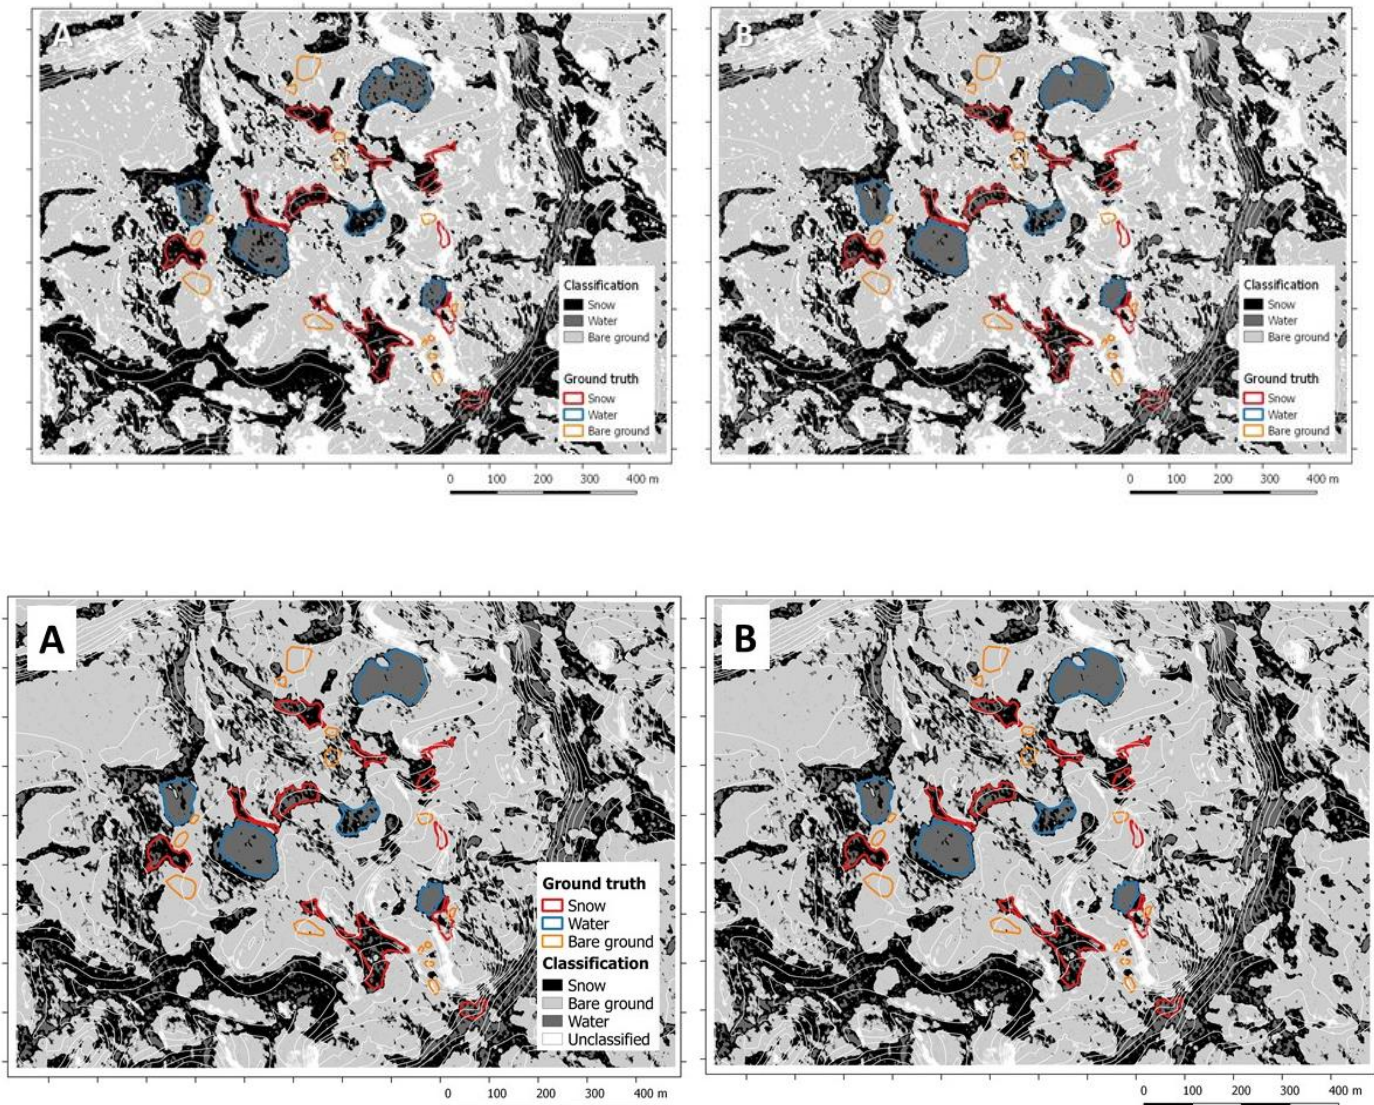 A
B
Classification
Snow
Water
Bare ground
Ground truth
Snow
Water
Bare ground
Classification
Snow
Water
Bare ground
Ground truth
Snow
Water
Bare ground
0 100 200 300 400 m
0 100 200 300 400 m
A
B
Ground truth
Snow
Water
Bare ground
Classification
Snow
Bare ground
Water
Unclassified
0 100 200 300 400 m
0 100 200 300 400 m